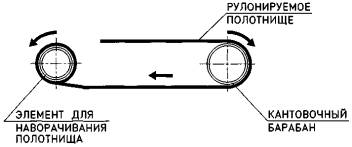 РУЛОНИРУЕМОЕ
ПОЛОТНИЩЕ
ЭЛЕМЕНТ ДЛЯ
НАВОРАЧИВАНИЯ
ПОЛОТНИЩА
КАНТОВОЧНЫЙ
БАРАБАН